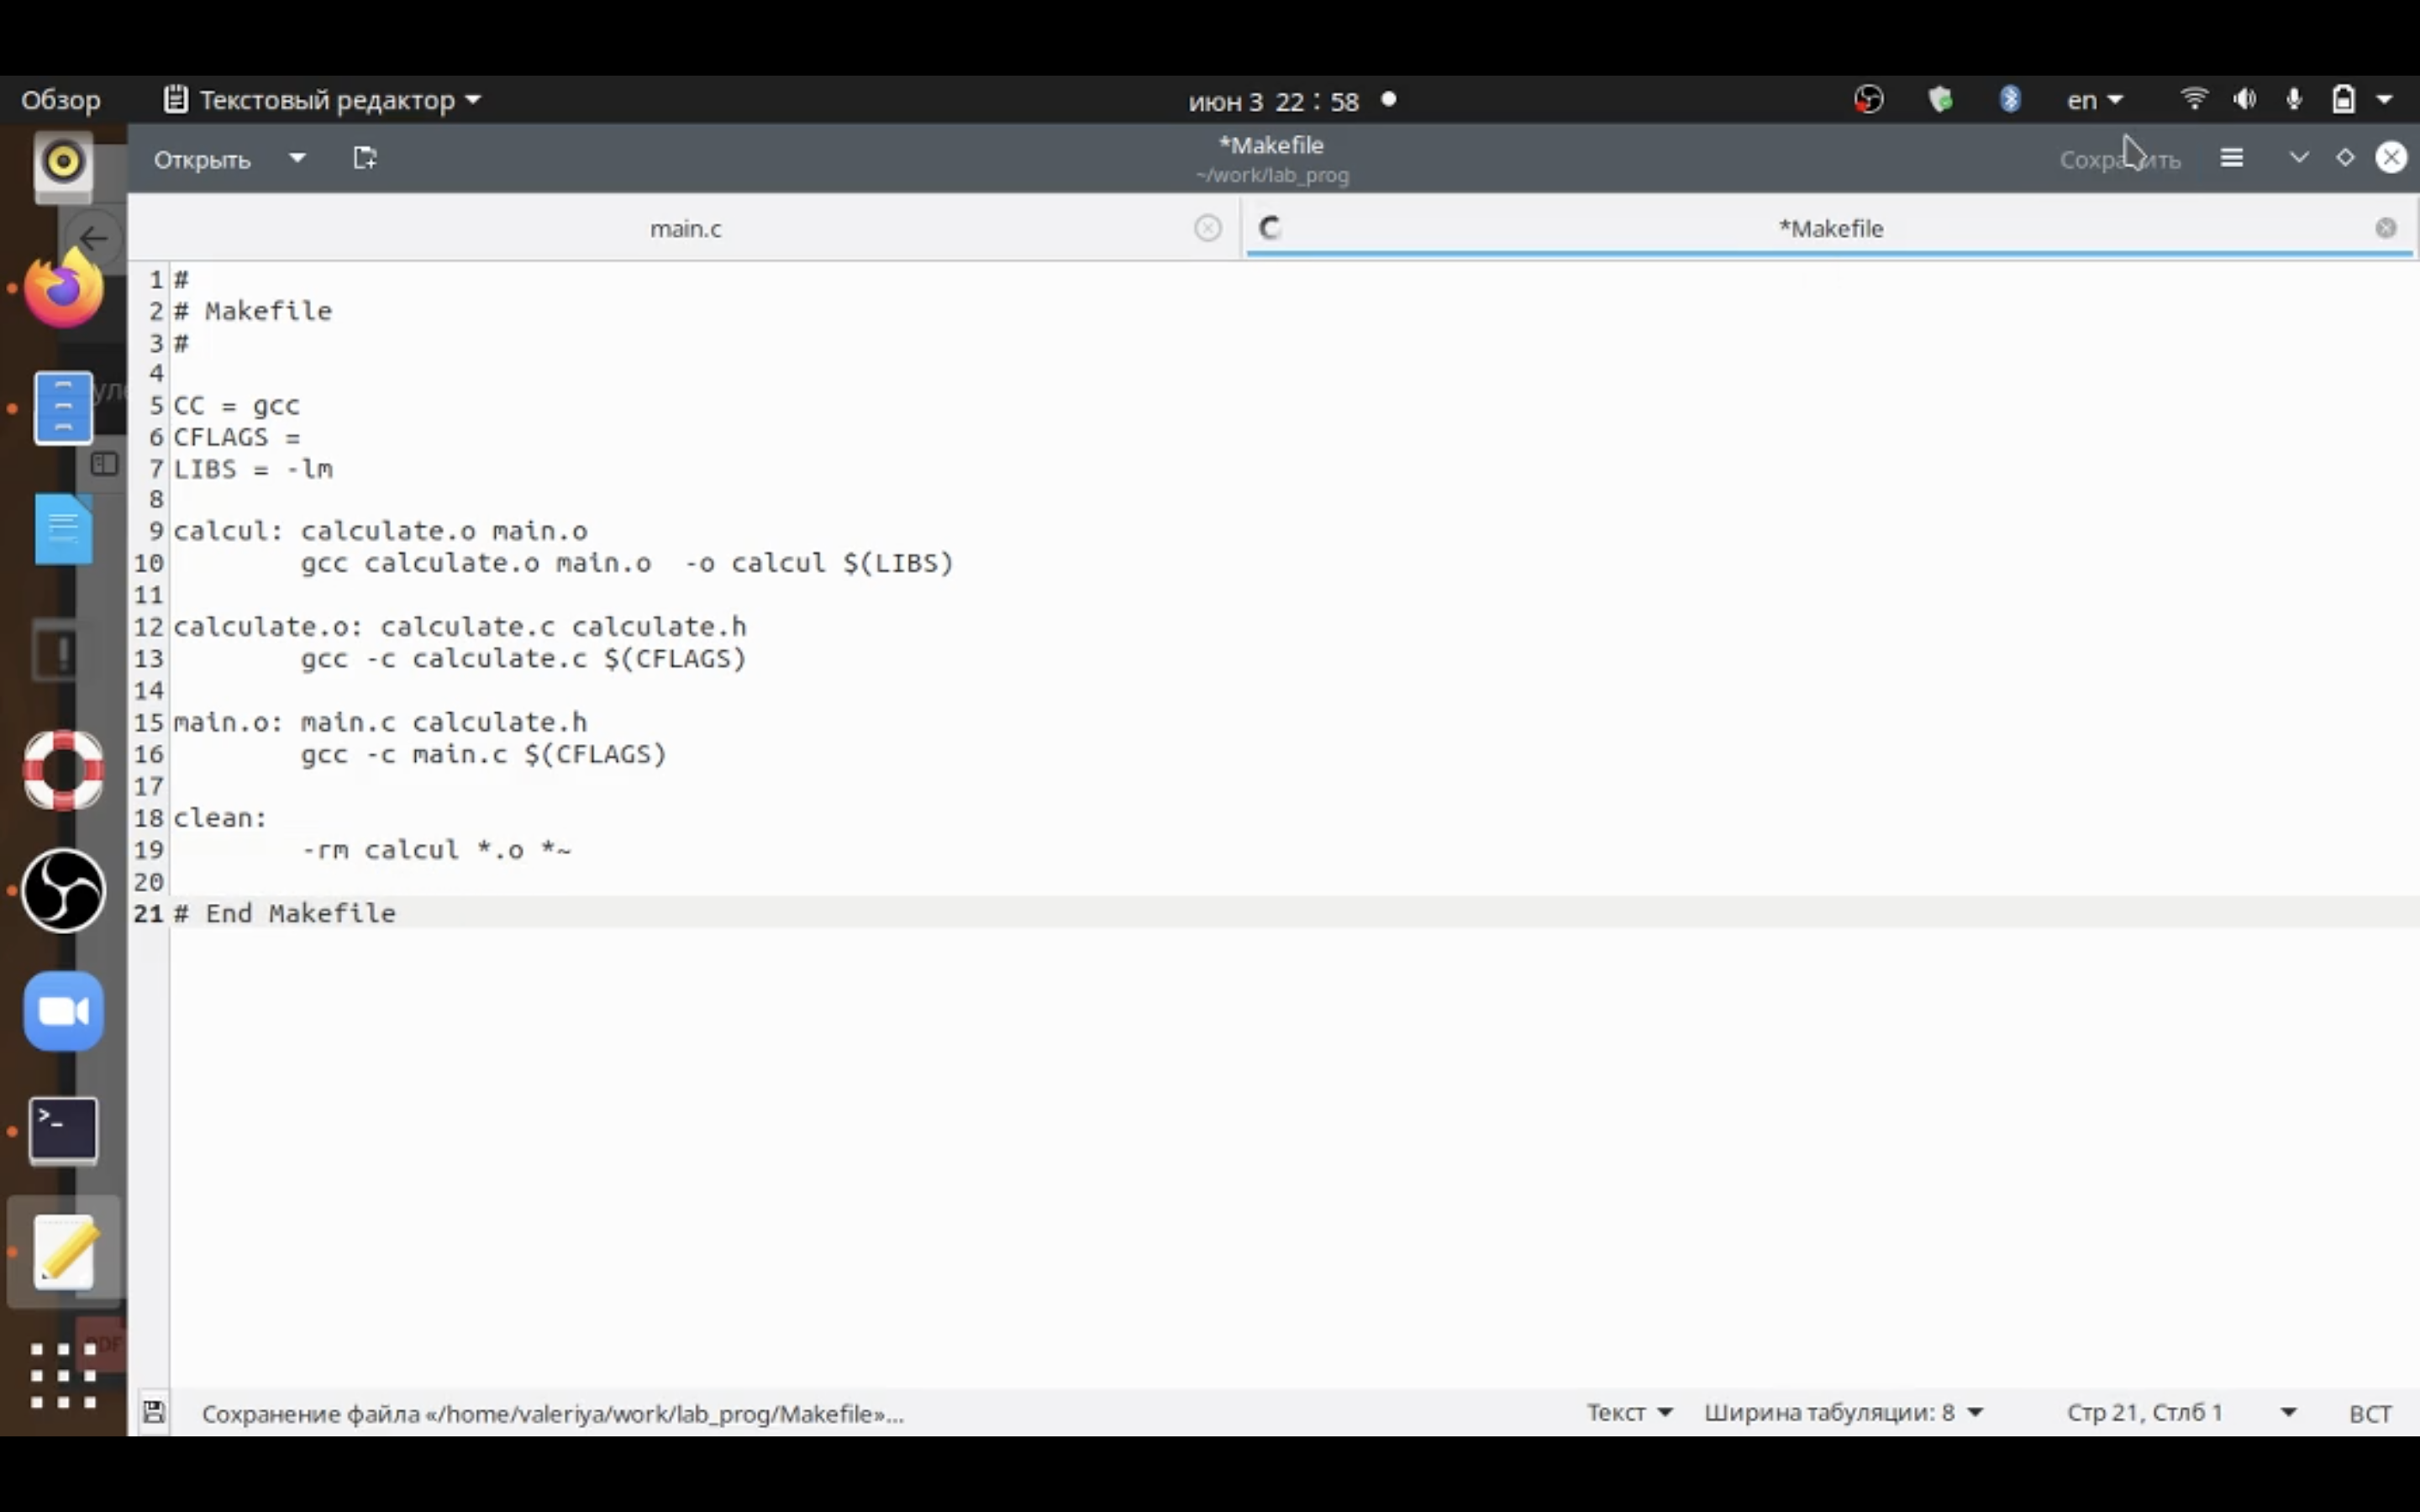 Обзор
Текстовый редактор
июн 3 22 : 58
en
Открыть
*Makefile
~/work/lab_prog
main.c
*Makefile
1 #
2 # Makefile
3 #
4
5 CC = gcc
6 CFLAGS =
7 LIBS = -lm
8
9 calcul: calculate.o main.o
10         gcc calculate.o main.o  -o calcul $(LIBS)
11
12 calculate.o: calculate.c calculate.h
13         gcc -c calculate.c $(CFLAGS)
14
15 main.o: main.c calculate.h
16         gcc -c main.c $(CFLAGS)
17
18 clean:
19         -rm calcul *.o *~
20
21 # End Makefile
PDF
Сохранение файла «/home/valeriya/work/lab_prog/Makefile»...
Текст
Ширина табуляции: 8
Стр 21, Стлб 1
ВСТ